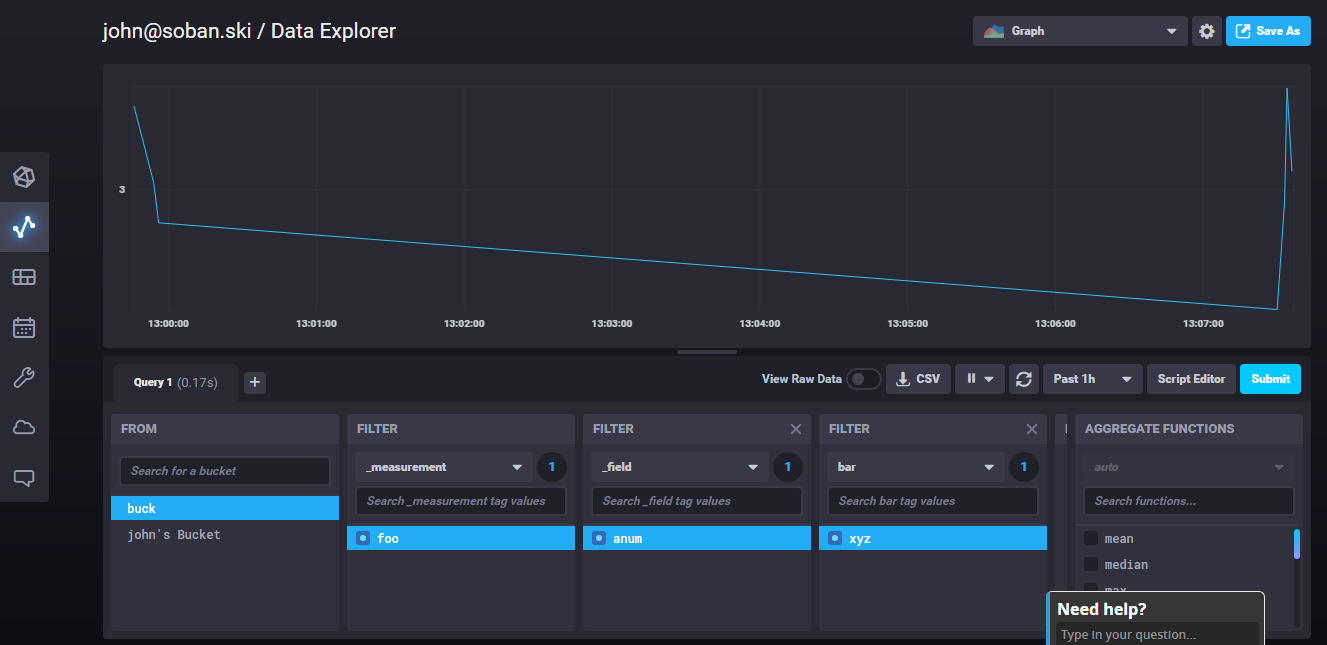 john@soban.ski / Data Explorer
Graph
Save As
3
13:00:00 13:01:00 13:02:00 13:03:00 13:04:00 13:05:00 13:06:00 13:07:00
Query 1 (0.17s)
+
View Raw Data
CSV
Past 1h
Script Editor
Submit
FROM
Search for a bucket
buck
john's Bucket
FILTER
_measurement
1
Search _measurement tag values
foo
FILTER
_field
1
Search _field tag values
anum
FILTER
bar
1
Search bar tag values
xyz
AGGREGATE FUNCTIONS
auto
Search functions...
mean
median
max
Need help?
Type in your question...